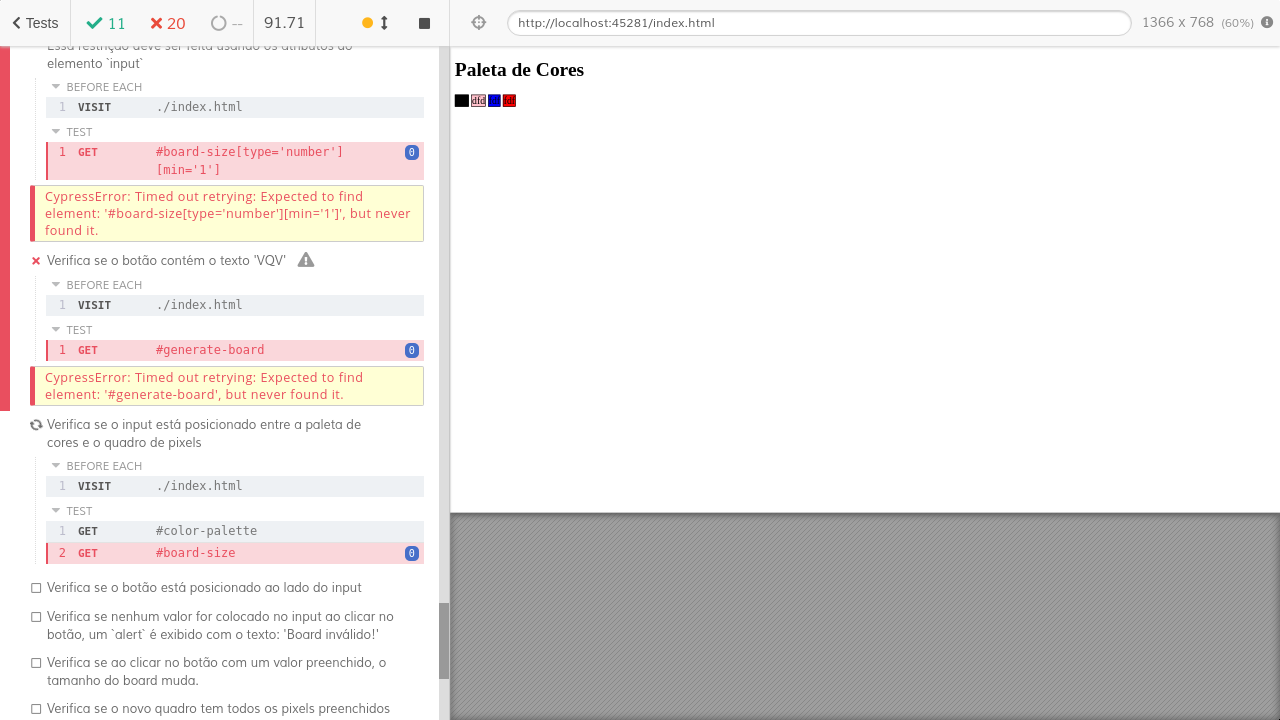 Tests
11
20
--
91.71
http://localhost:45281/index.html
1366 x 768 (60%)
Essa restrição deve ser feita usando os atributos do
elemento `input`
BEFORE EACH
1 VISIT ./index.html
TEST
1 GET #board-size[type='number'] 0
[min='1']
CypressError: Timed out retrying: Expected to find
element: '#board-size[type='number'][min='1']', but never
found it.
Verifica se o botão contém o texto 'VQV'
BEFORE EACH
1 VISIT ./index.html
TEST
1 GET #generate-board 0
CypressError: Timed out retrying: Expected to find
element: '#generate-board', but never found it.
Verifica se o input está posicionado entre a paleta de
cores e o quadro de pixels
BEFORE EACH
1 VISIT ./index.html
TEST
1 GET #color-palette
2 GET #board-size 0
Verifica se o botão está posicionado ao lado do input
Verifica se nenhum valor for colocado no input ao clicar no
botão, um `alert` é exibido com o texto: 'Board inválido!'
Verifica se ao clicar no botão com um valor preenchido, o
tamanho do board muda.
Verifica se o novo quadro tem todos os pixels preenchidos
Paleta de Cores
dfd